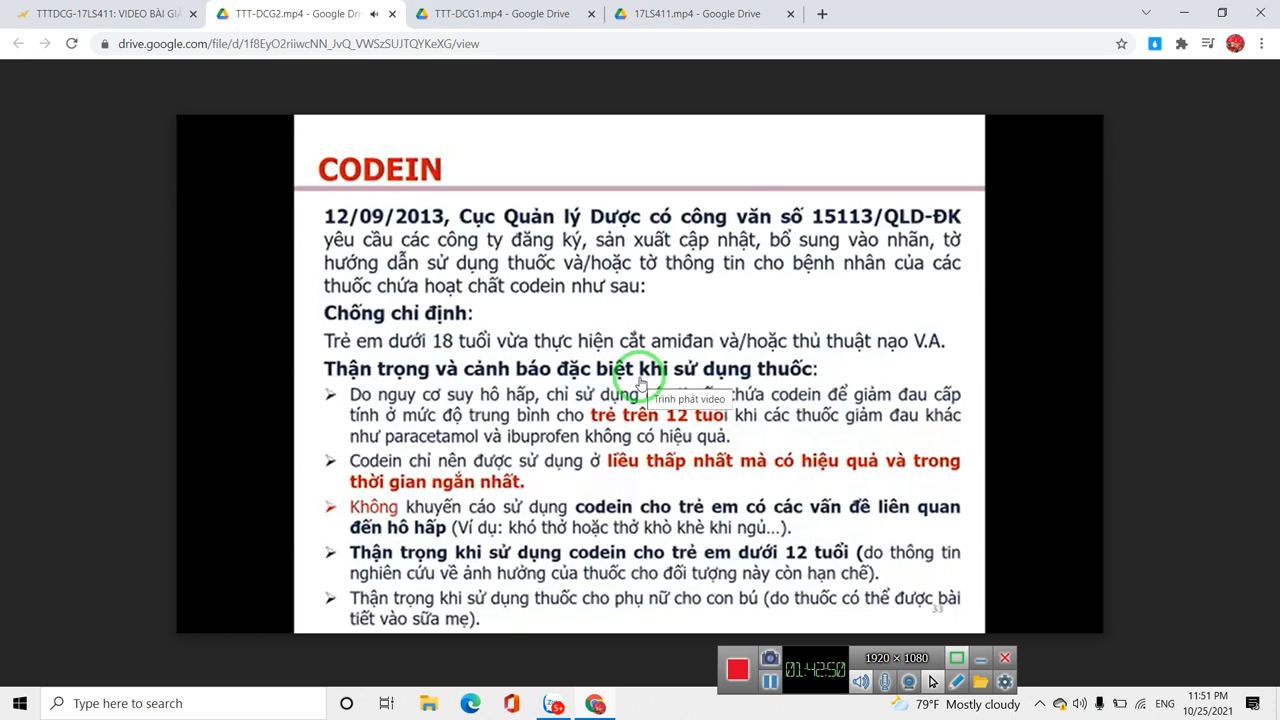 TTTDCG-17LS411: VIDEO BÀI GIẢ
TTT-DCG2.mp4 - Google Dri
TTT-DCG1.mp4 - Google Drive
17LS411.mp4 - Google Drive
drive.google.com/file/d/1f8EyO2riiwcNN_JvQ_VWSzSUJTQYKeXG/view
CODEIN
12/09/2013, Cục Quản lý Dược có công văn số 15113/QLD-ĐK
yêu cầu các công ty đăng ký, sản xuất cập nhật, bổ sung vào nhãn, tờ
hướng dẫn sử dụng thuốc và/hoặc tờ thông tin cho bệnh nhân của các
thuốc chứa hoạt chất codein như sau:
Chống chỉ định:
Trẻ em dưới 18 tuổi vừa thực hiện cắt amiđan và/hoặc thủ thuật nạo V.A.
Thận trọng và cảnh báo đặc biệt khi sử dụng thuốc:
Do nguy cơ suy hô hấp, chỉ sử dụng chứa codein để giảm đau cấp
Trình phát video
tính ở mức độ trung bình cho trẻ trên 12 tuổi khi các thuốc giảm đau khác
như paracetamol và ibuprofen không có hiệu quả.
Codein chỉ nên được sử dụng ở liều thấp nhất mà có hiệu quả và trong
thời gian ngắn nhất.
Không khuyến cáo sử dụng codein cho trẻ em có các vấn đề liên quan
đến hô hấp (Ví dụ: khó thở hoặc thở khò khè khi ngủ...).
Thận trọng khi sử dụng codein cho trẻ em dưới 12 tuổi (do thông tin
nghiên cứu về ảnh hưởng của thuốc cho đối tượng này còn hạn chế).
Thận trọng khi sử dụng thuốc cho phụ nữ cho con bú (do thuốc có thể được bài
tiết vào sữa mẹ).
33
1920 × 1080
01:42:50
Type here to search
5+
79°F Mostly cloudy
ENG
11:51 PM
10/25/2021